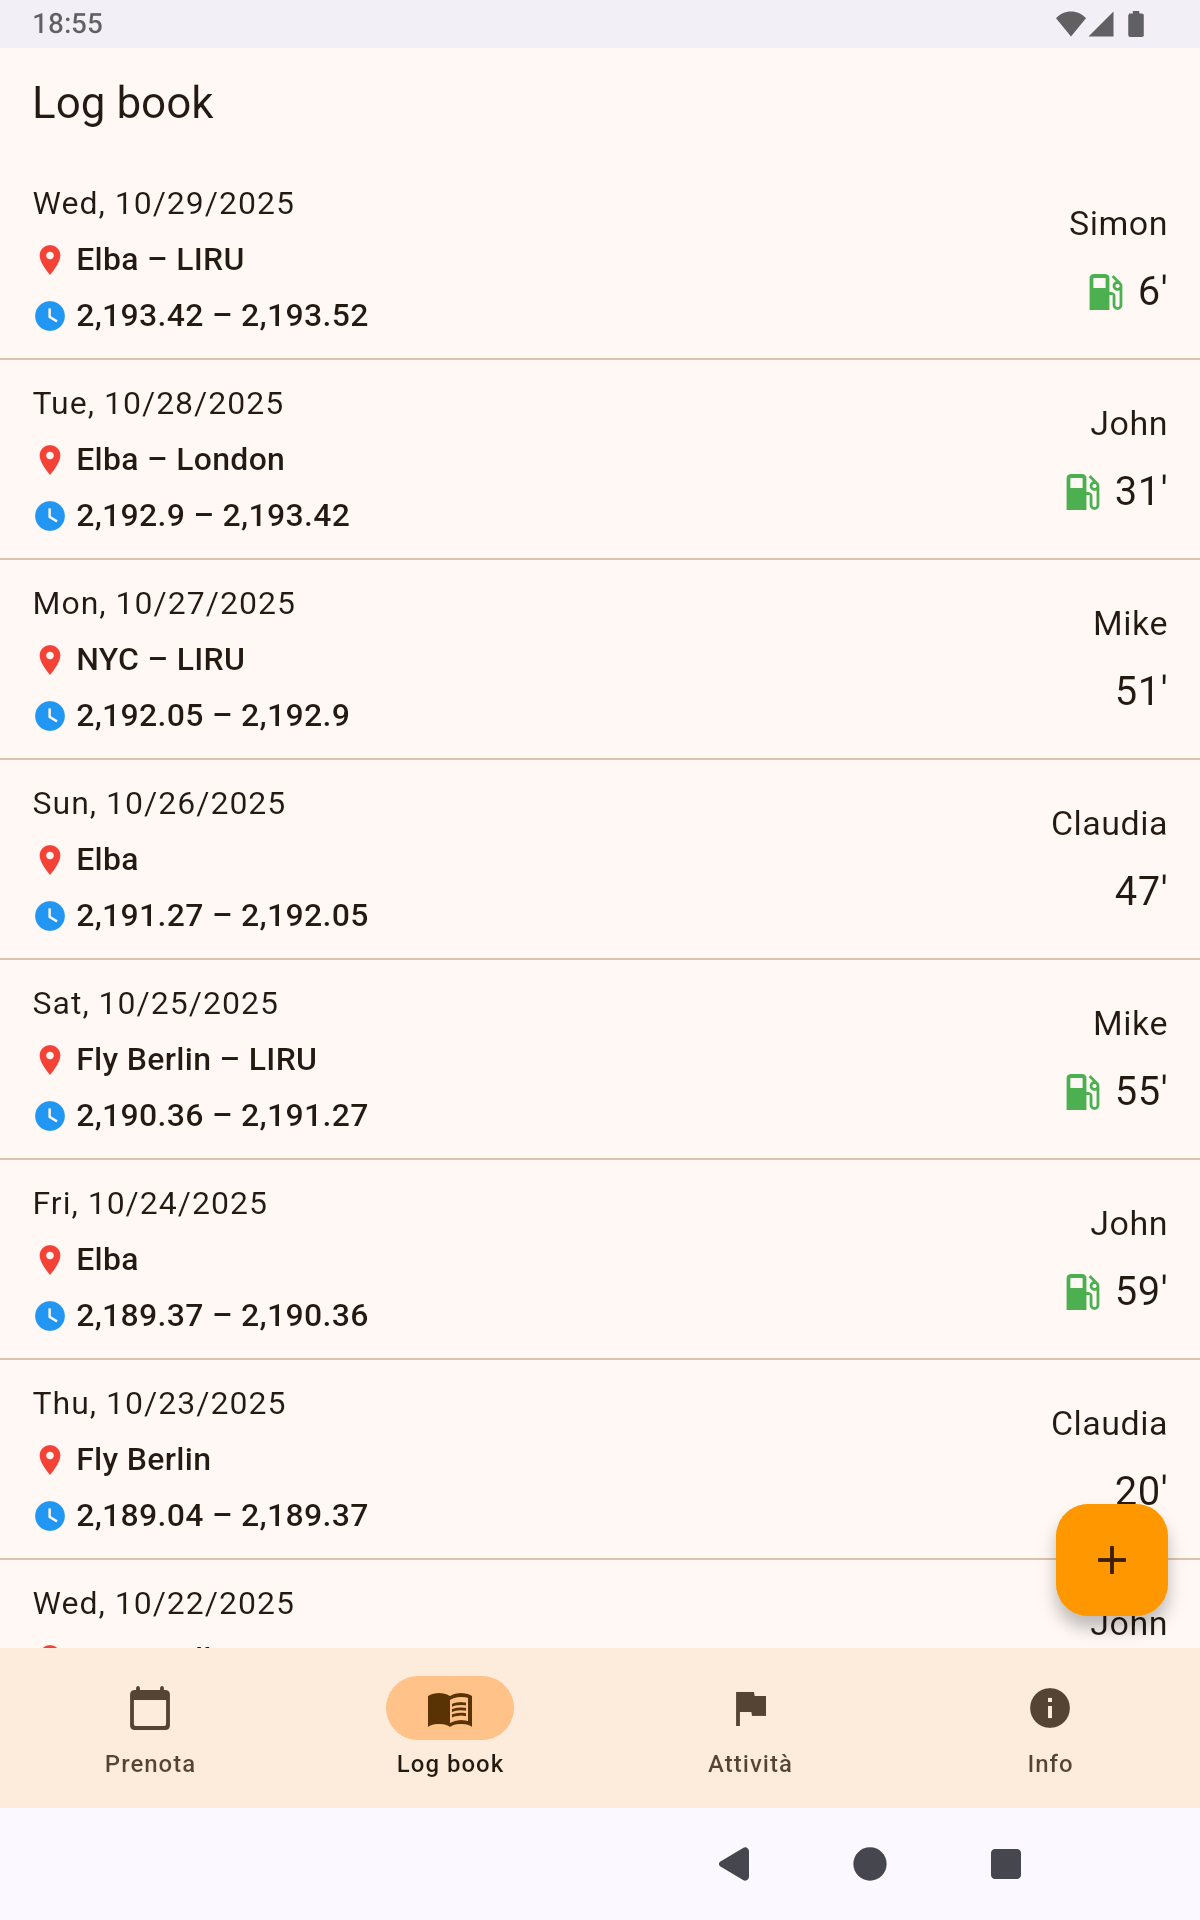 18:55
Log book
Wed, 10/29/2025
Simon
Elba – LIRU
6'
2,193.42 – 2,193.52
Tue, 10/28/2025
John
Elba – London
31'
2,192.9 – 2,193.42
Mon, 10/27/2025
Mike
NYC – LIRU
51'
2,192.05 – 2,192.9
Sun, 10/26/2025
Claudia
Elba
47'
2,191.27 – 2,192.05
Sat, 10/25/2025
Mike
Fly Berlin – LIRU
55'
2,190.36 – 2,191.27
Fri, 10/24/2025
John
Elba
59'
2,189.37 – 2,190.36
Thu, 10/23/2025
Claudia
Fly Berlin
20'
2,189.04 – 2,189.37
Wed, 10/22/2025
John
Prenota
Log book
Attività
Info